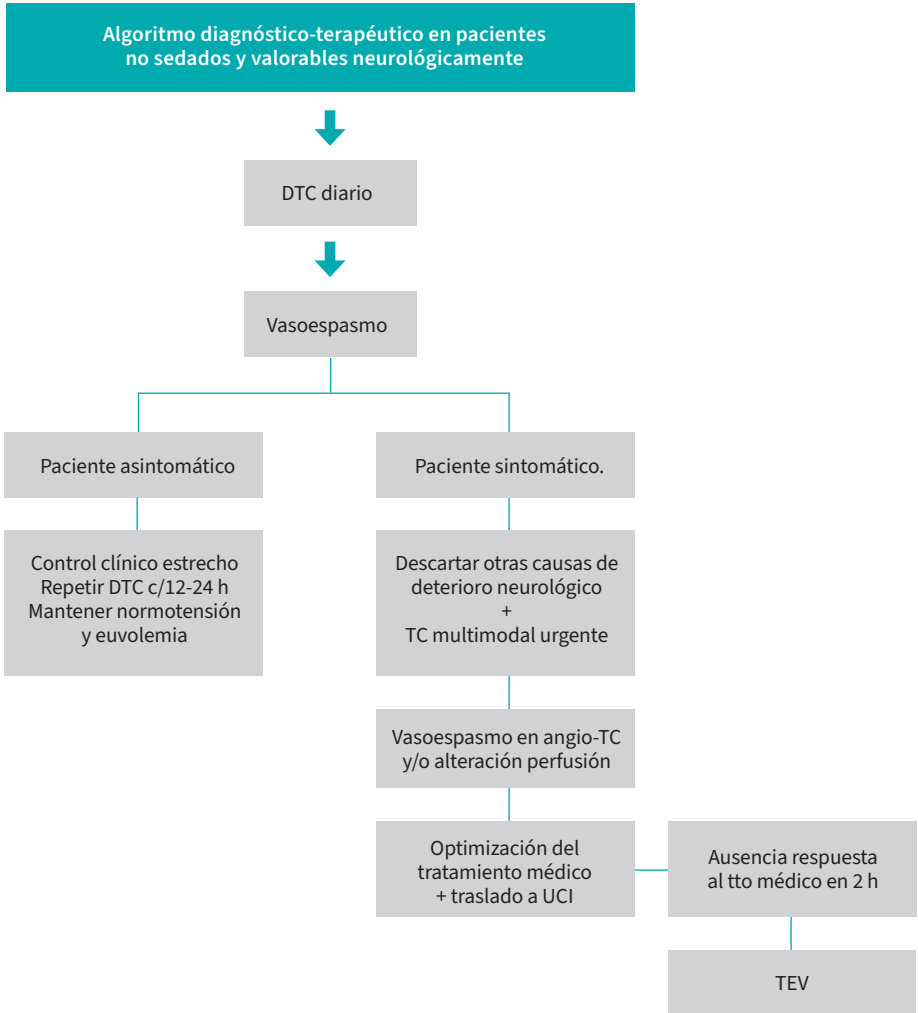 Algoritmo diagnóstico-terapéutico en pacientes
no sedados y valorables neurológicamente
DTC diario
Vasoespasmo
Paciente asintomático
Paciente sintomático.
Control clínico estrecho
Repetir DTC c/12-24 h
Mantener normotensión
y euvolemia
Descartar otras causas de
deterioro neurológico
+
TC multimodal urgente
Vasoespasmo en angio-TC
y/o alteración perfusión
Optimización del
tratamiento médico
+ traslado a UCI
Ausencia respuesta
al tto médico en 2 h
TEV